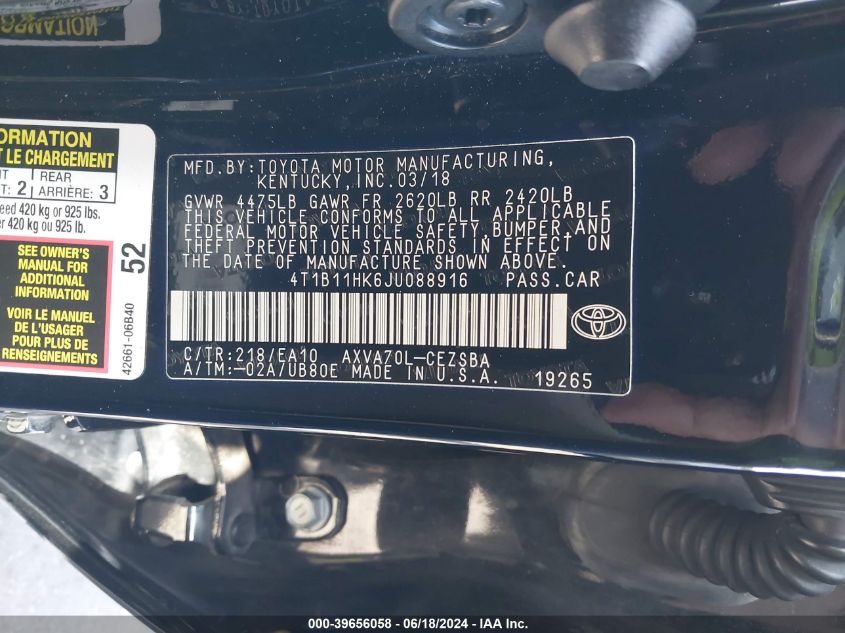 NOITAMRO
ORMATION
T LE CHARGEMENT
NT REAR
T: 2 ARRIÈRE: 3
eed 420 kg or 925 lbs.
er 420 kg ou 925 lb.
SEE OWNER'S
MANUAL FOR
ADDITIONAL
INFORMATION
VOIR LE MANUEL
DE L'USAGER
POUR PLUS DE
RENSEIGNEMENTS
52
42661-06B40
MFD.BY:TOYOTA MOTOR MANUFACTURING,
KENTUCKY,INC.03/18
GVWR 4475LB GAWR FR 2620LB RR 2420LB
THIS VEHICLE CONFORMS TO ALL APPLICABLE
FEDERAL MOTOR VEHICLE SAFETY,BUMPER,AND
THEFT PREVENTION STANDARDS IN EFFECT ON
THE DATE OF MANUFACTURE SHOWN ABOVE.
4T1B11HK6JU088916 PASS.CAR
C/TR:218/EA10 AXVA70L-CEZSBA
A/TM:-02A/UB80E MADE IN U.S.A. 19265
000-39656058 - 06/18/2024 - IAA Inc.